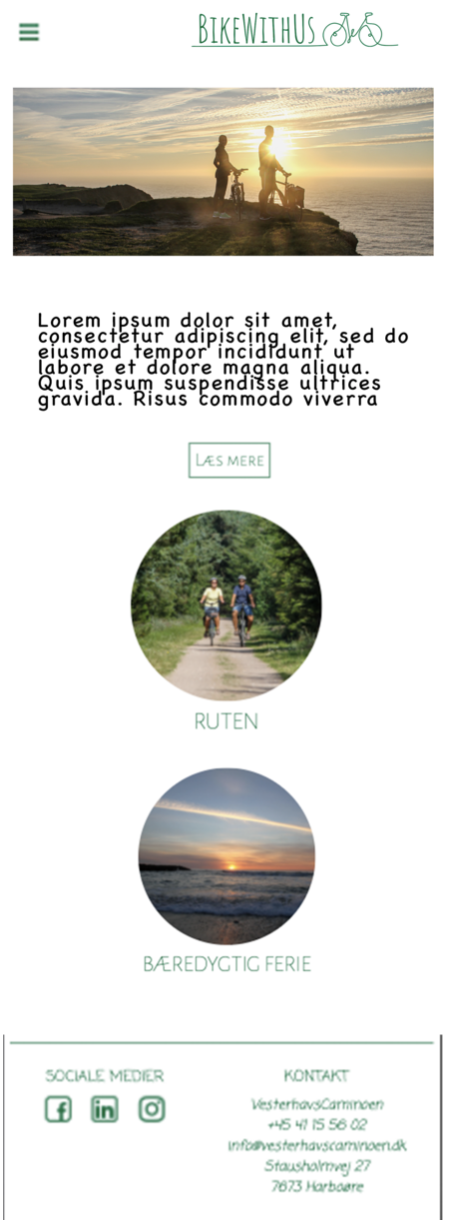 BIKEWITHUS
Lorem ipsum dolor sit amet,
consectetur adipiscing elit, sed do
eiusmod tempor incididunt ut
labore et dolore magna aliqua.
Quis ipsum suspendisse ultrices
gravida. Risus commodo viverra
LÆS MERE
RUTEN
BÆREDYGTIG FERIE
SOCIALE MEDIER
KONTAKT
VesterhavsCaminoen
+45 41 15 56 02
info@vesterhavscaminoen.dk
Stausholmvej 27
7673 Harboøre